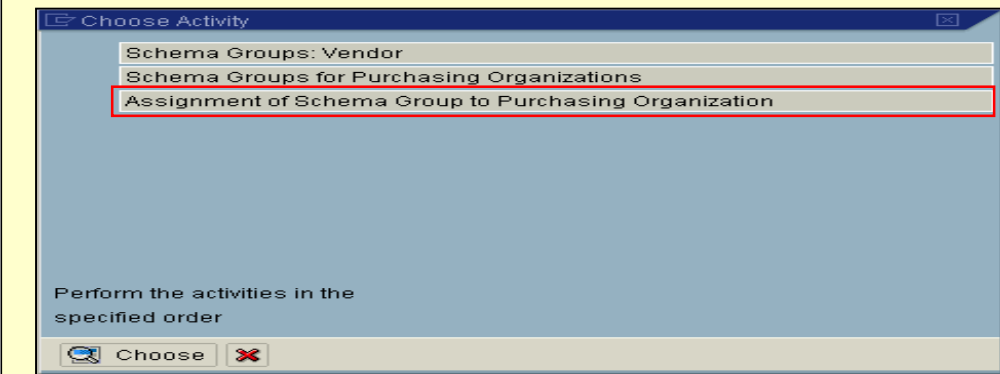 Choose Activity
Schema Groups: Vendor
Schema Groups for Purchasing Organizations
Assignment of Schema Group to Purchasing Organization
Perform the activities in the
specified order
Choose